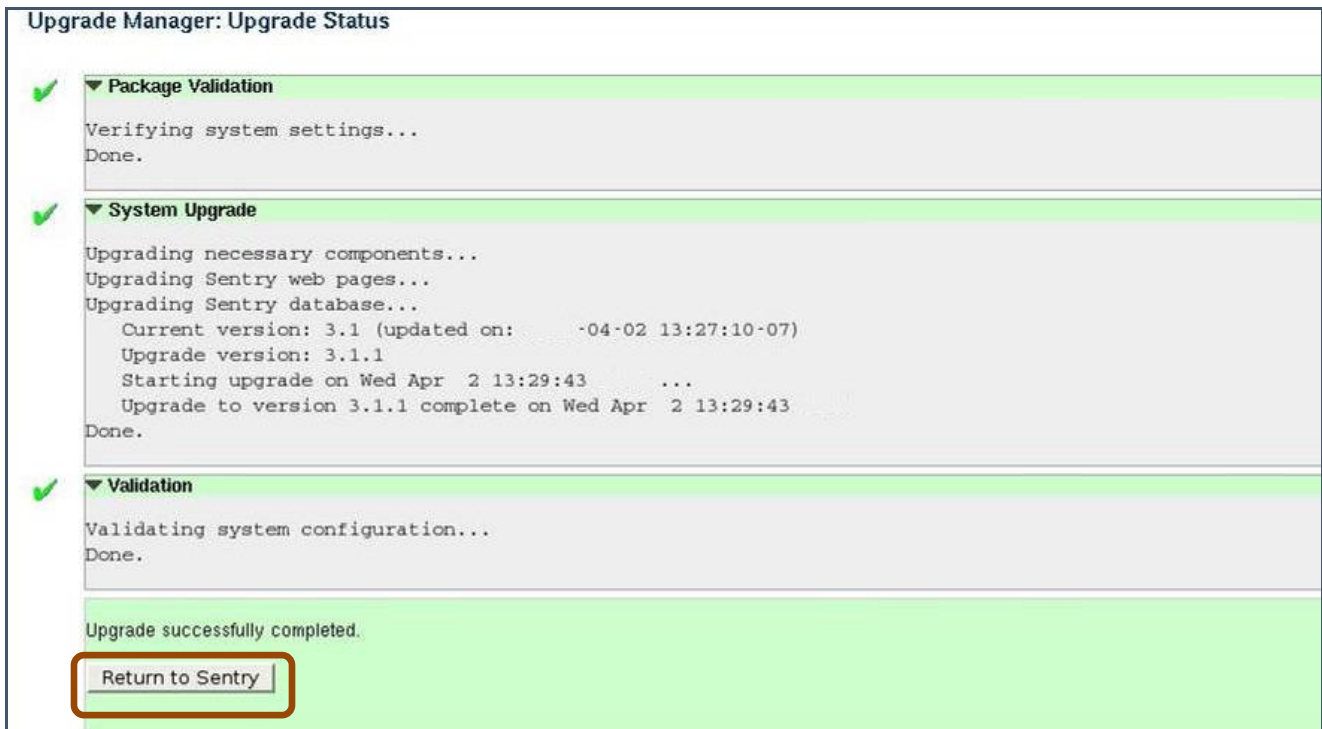 Upgrade Manager: Upgrade Status
Package Validation
Verifying system settings...
Done.
System Upgrade
Upgrading necessary components...
Upgrading Sentry web pages...
Upgrading Sentry database...
Current version: 3.1 (updated on: -04-02 13:27:10-07)
Upgrade version: 3.1.1
Starting upgrade on Wed Apr 2 13:29:43 ...
Upgrade to version 3.1.1 complete on Wed Apr 2 13:29:43
Done.
Validation
Validating system configuration...
Done.
Upgrade successfully completed.
Return to Sentry